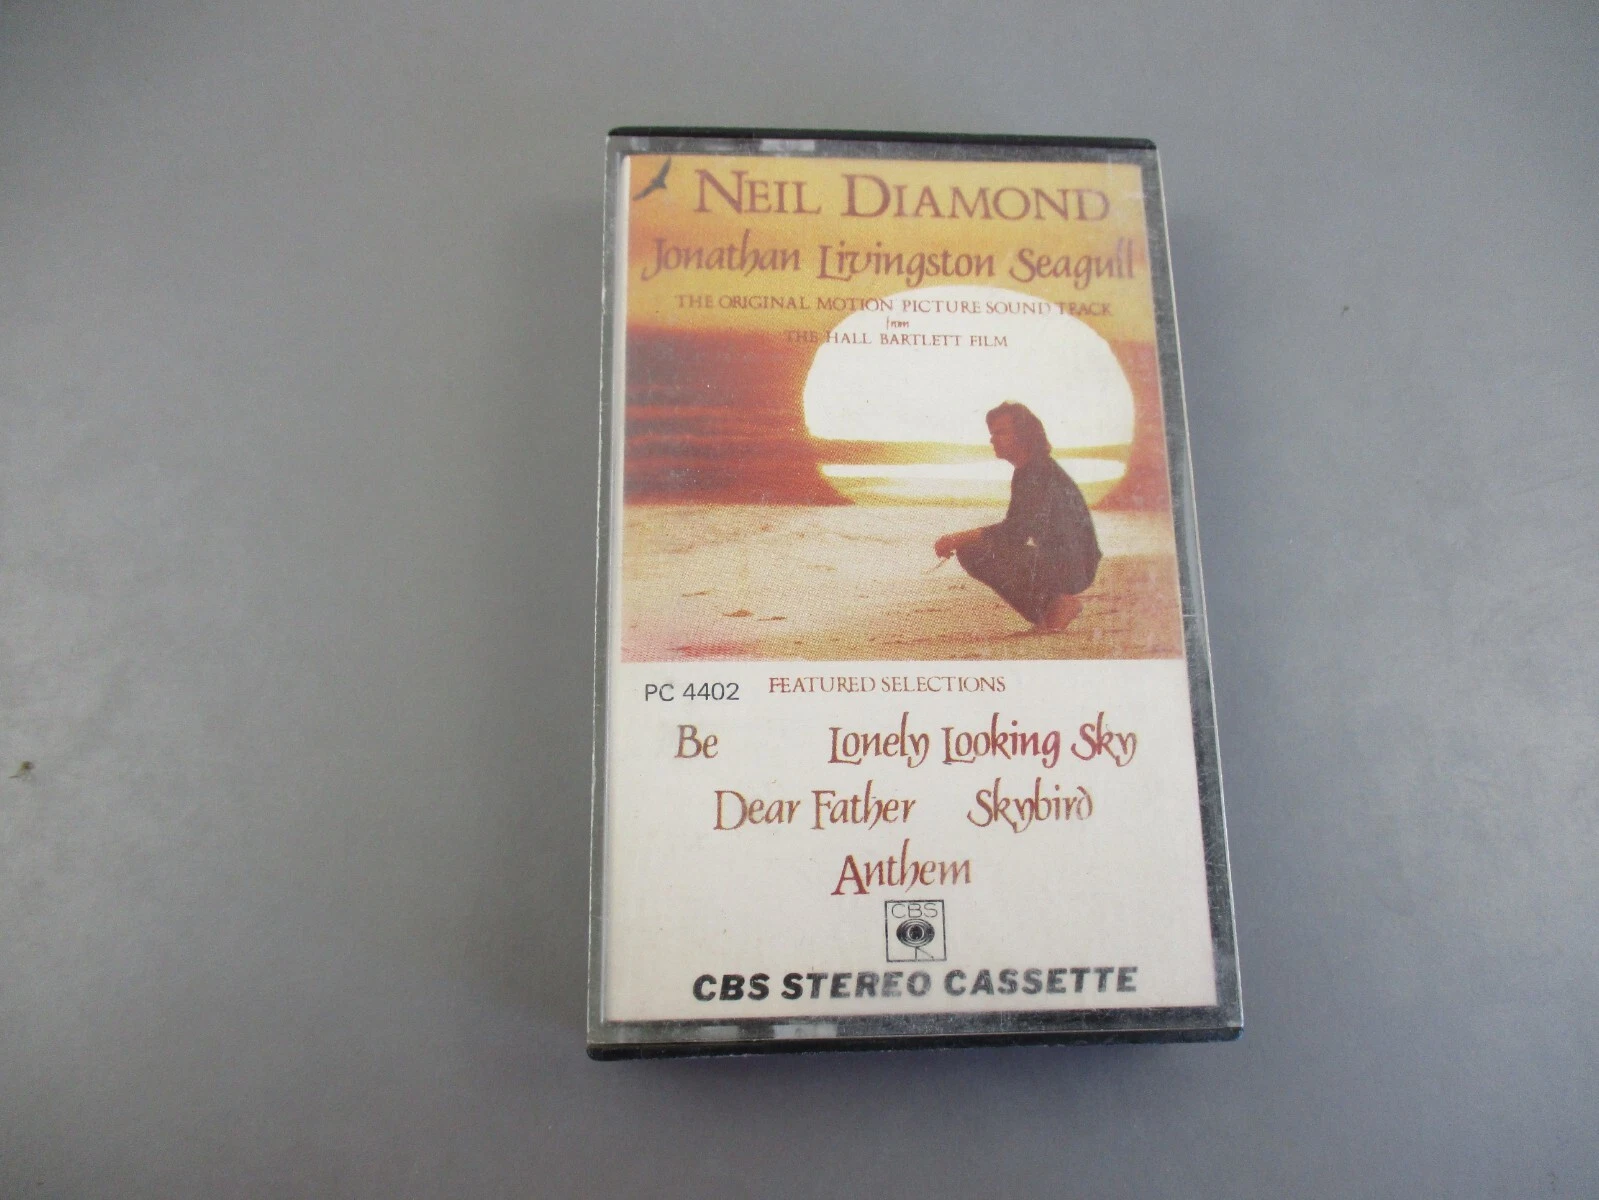 NEIL DIAMOND
Jonathan Livingston Seagull
THE ORIGINAL MOTION PICTURE SOUND TRACK
from
THE HALL BARTLETT FILM
PC 4402 FEATURED SELECTIONS
Be Lonely Looking Sky
Dear Father Skybird
Anthem
CBS
CBS STEREO CASSETTE